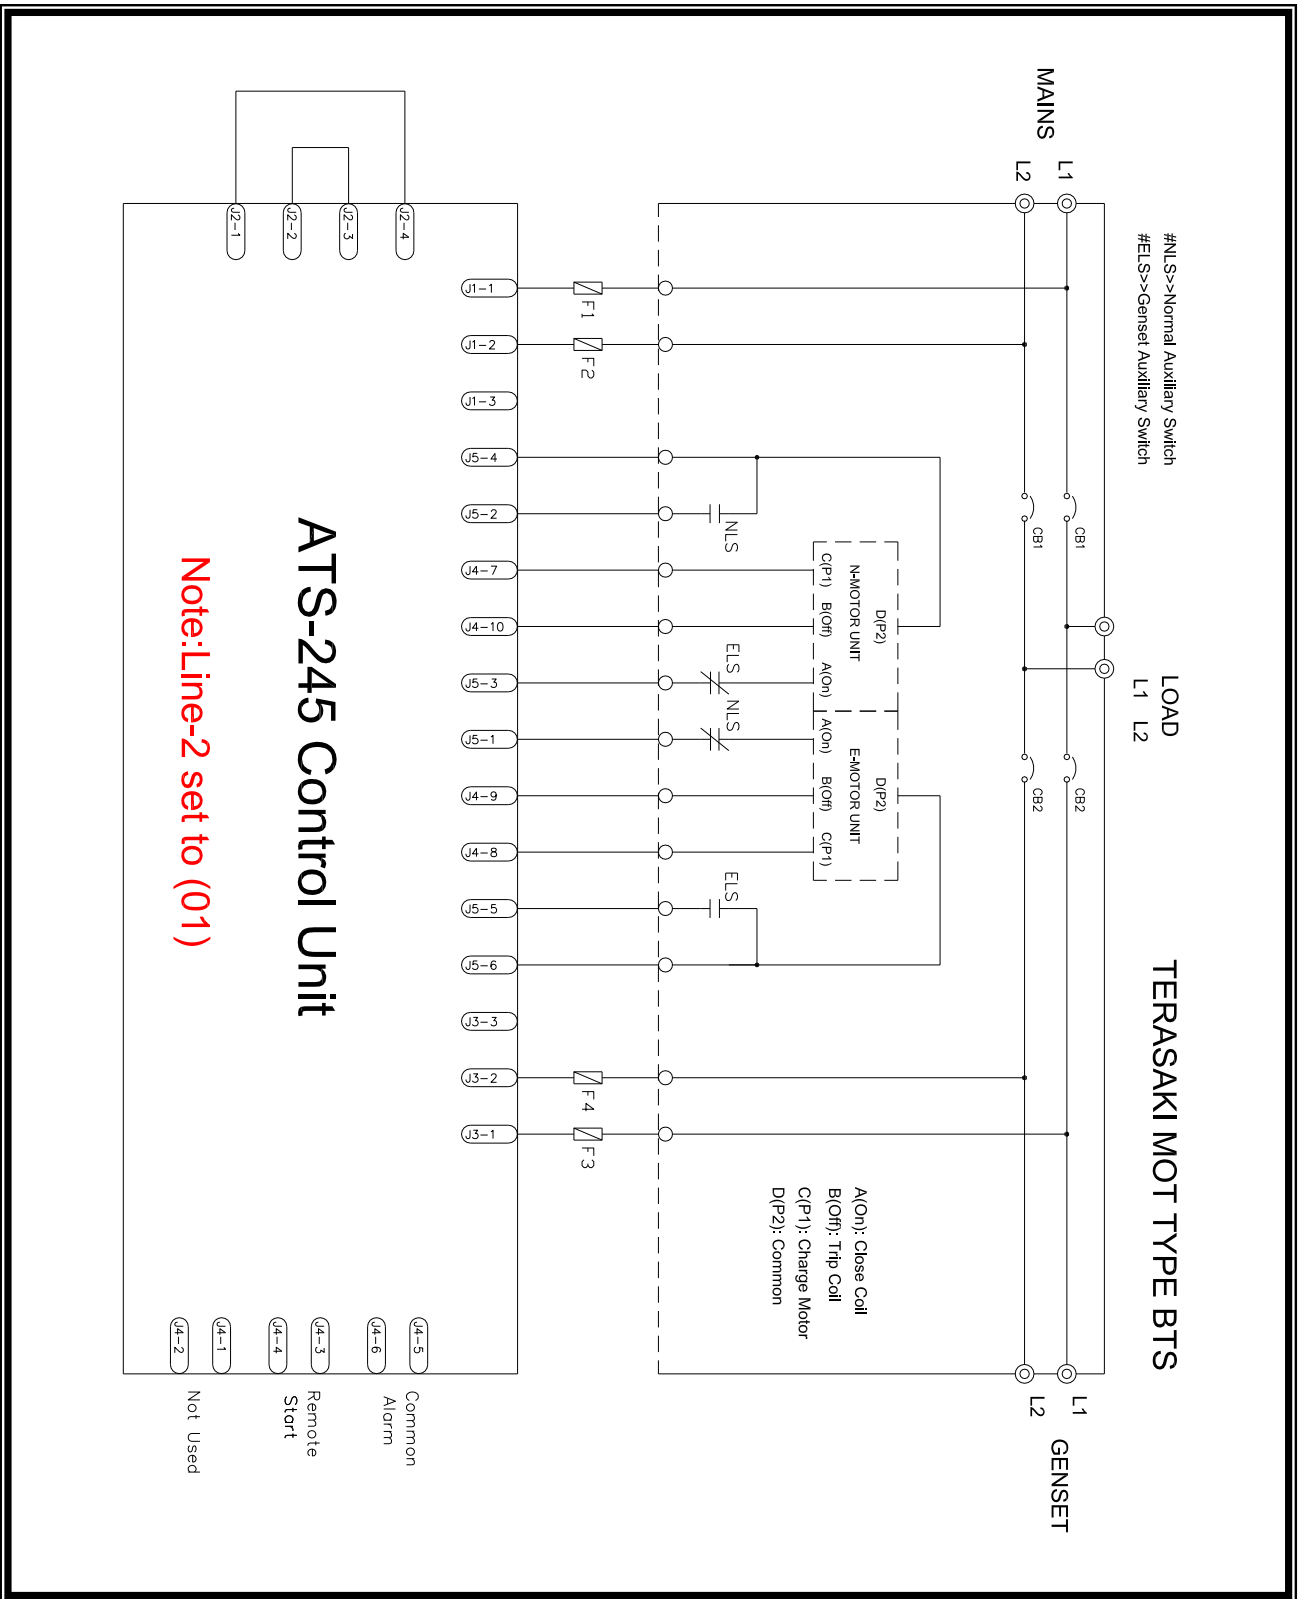 TERASAKI MOT TYPE BTS
#NLS>>Normal Auxiliary Switch
#ELS>>Genset Auxiliary Switch
LOAD
L1 L2
MAINS
L1
L2
CB1
CB1
CB2
CB2
L1
L2
GENSET
D(P2)
N-MOTOR UNIT
C(P1)
B(Off)
A(On)
D(P2)
E-MOTOR UNIT
A(On)
B(Off)
C(P1)
A(On): Close Coil
B(Off): Trip Coil
C(P1): Charge Motor
D(P2): Common
NLS
ELS
NLS
ELS
F1
F2
F4
F3
J1-1
J1-2
J1-3
J5-4
J5-2
J4-7
J4-10
J5-3
J5-1
J4-9
J4-8
J5-5
J5-6
J3-3
J3-2
J3-1
J2-4
J2-3
J2-2
J2-1
ATS-245 Control Unit
Note:Line-2 set to (01)
J4-5
J4-6
J4-3
J4-4
J4-1
J4-2
Common
Alarm
Remote
Start
Not Used